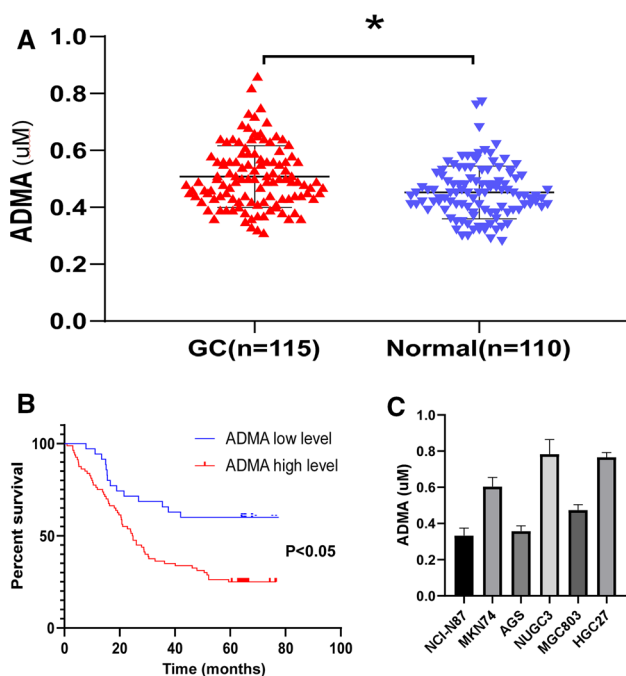 A
*
1.0
0.8
0.6
0.4
0.2
0.0
ADMA (uM)
GC(n=115)
Normal(n=110)
B
ADMA low level
ADMA high level
100
50
0
Percent survival
P<0.05
0
20
40
60
80
100
Time (months)
C
1.0
0.8
0.6
0.4
0.2
0.0
ADMA (uM)
NCI-N87
MKN74
AGS
NUGC3
MGC803
HGC27